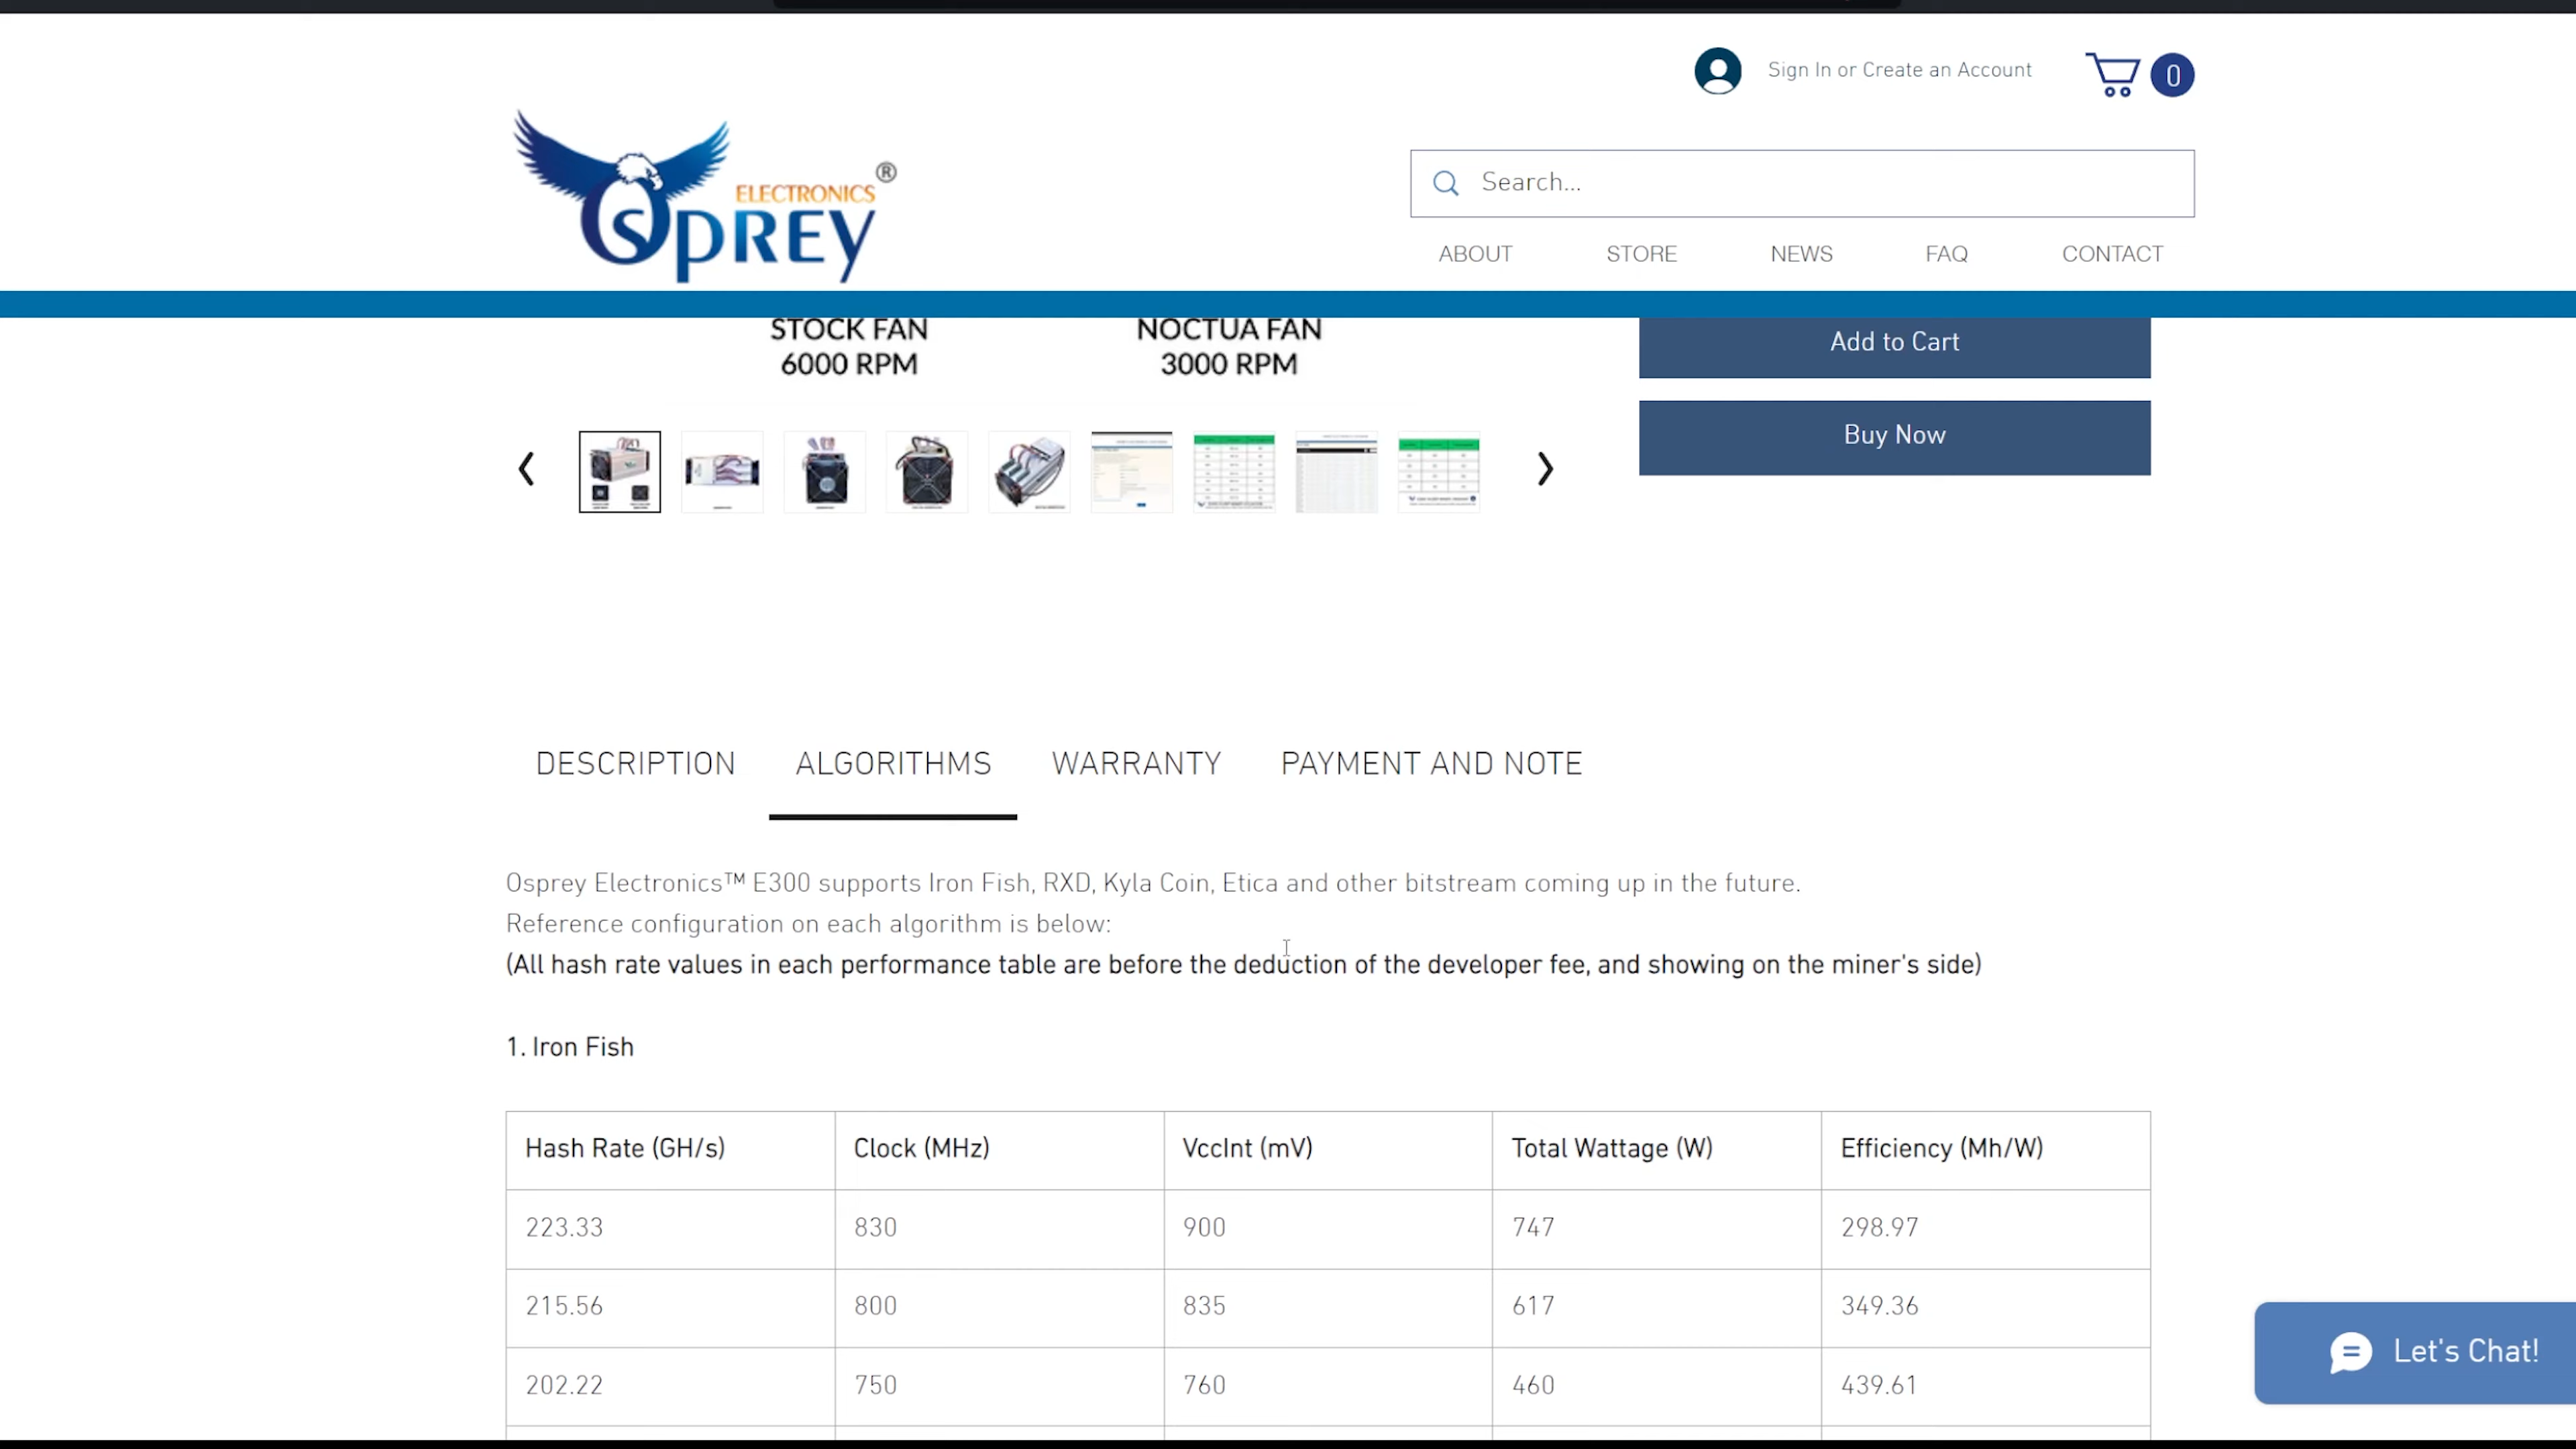 Sign In or Create an Account
0
ELECTRONICS
OSPREY
®
Search...
ABOUT STORE NEWS FAQ CONTACT
STOCK FAN
6000 RPM
NOCTUA FAN
3000 RPM
Add to Cart
Buy Now
DESCRIPTION ALGORITHMS WARRANTY PAYMENT AND NOTE
Osprey Electronics™ E300 supports Iron Fish, RXD, Kyla Coin, Etica and other bitstream coming up in the future.
Reference configuration on each algorithm is below:
(All hash rate values in each performance table are before the deduction of the developer fee, and showing on the miner's side)
1. Iron Fish
Hash Rate (GH/s) Clock (MHz) VccInt (mV) Total Wattage (W) Efficiency (Mh/W)
223.33 830 900 747 298.97
215.56 800 835 617 349.36
202.22 750 760 460 439.61
Let's Chat!